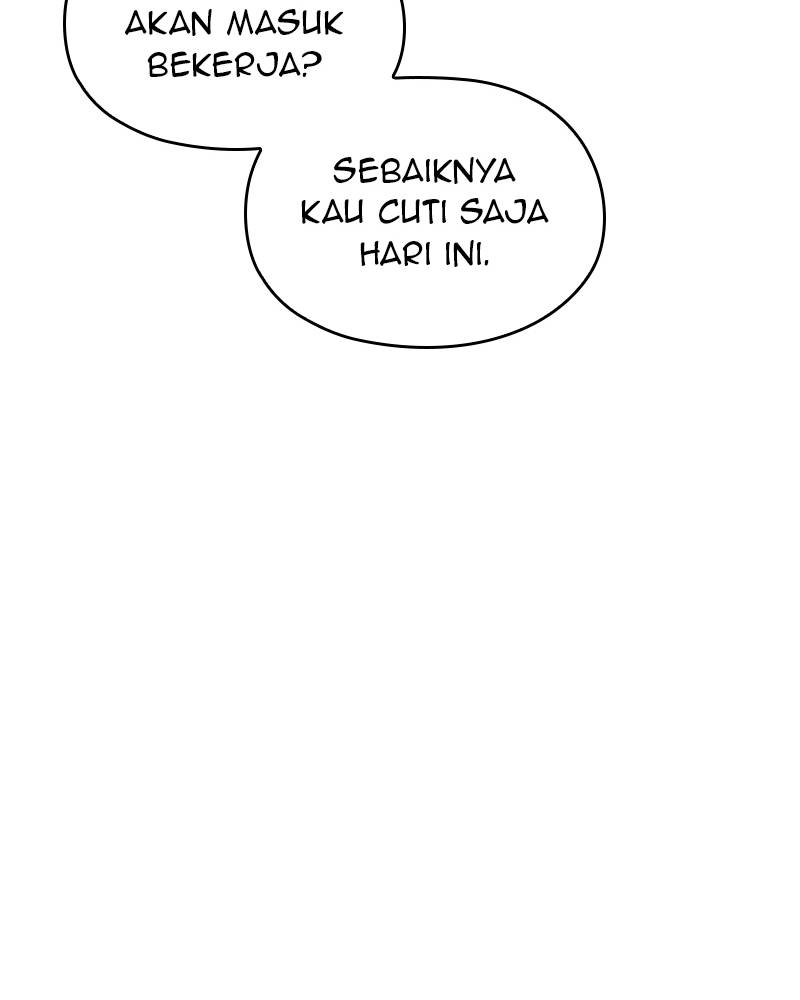 AKAN MASUK
BEKERJA?
SEBAIKNYA
KAU CUTI SAJA
HARI INI.